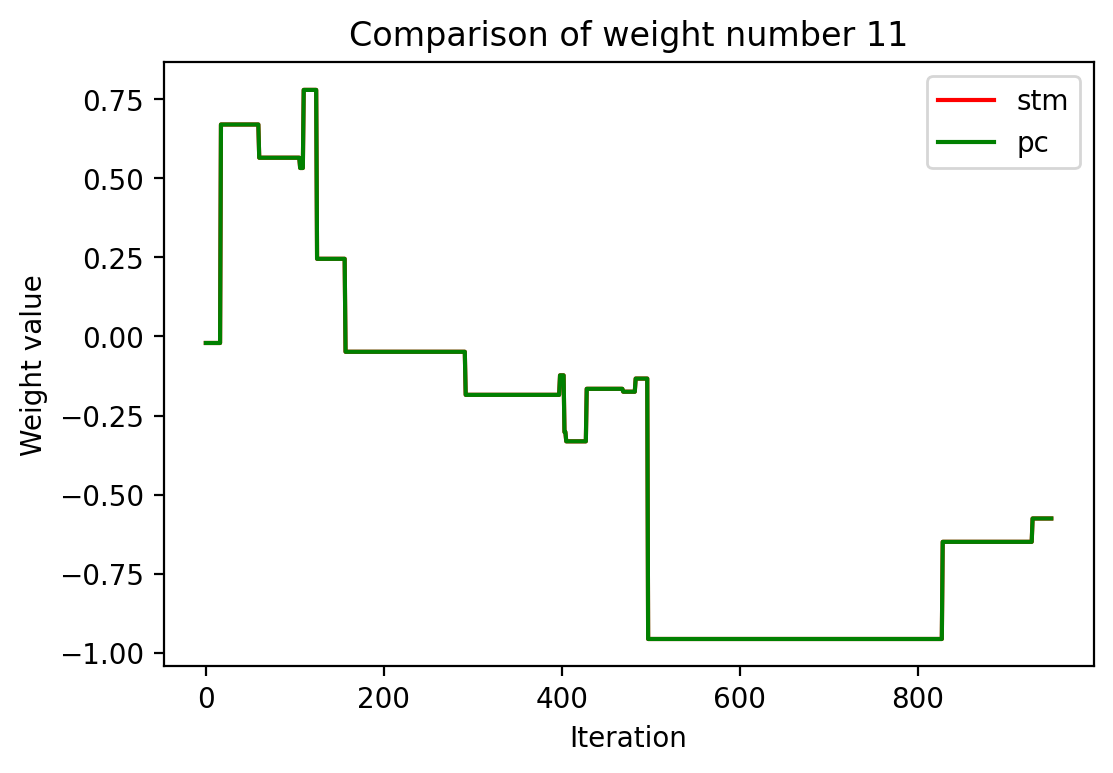 Comparison of weight number 11
stm
pc
Weight value
0.75
0.50
0.25
0.00
−0.25
−0.50
−0.75
−1.00
0 200 400 600 800
Iteration